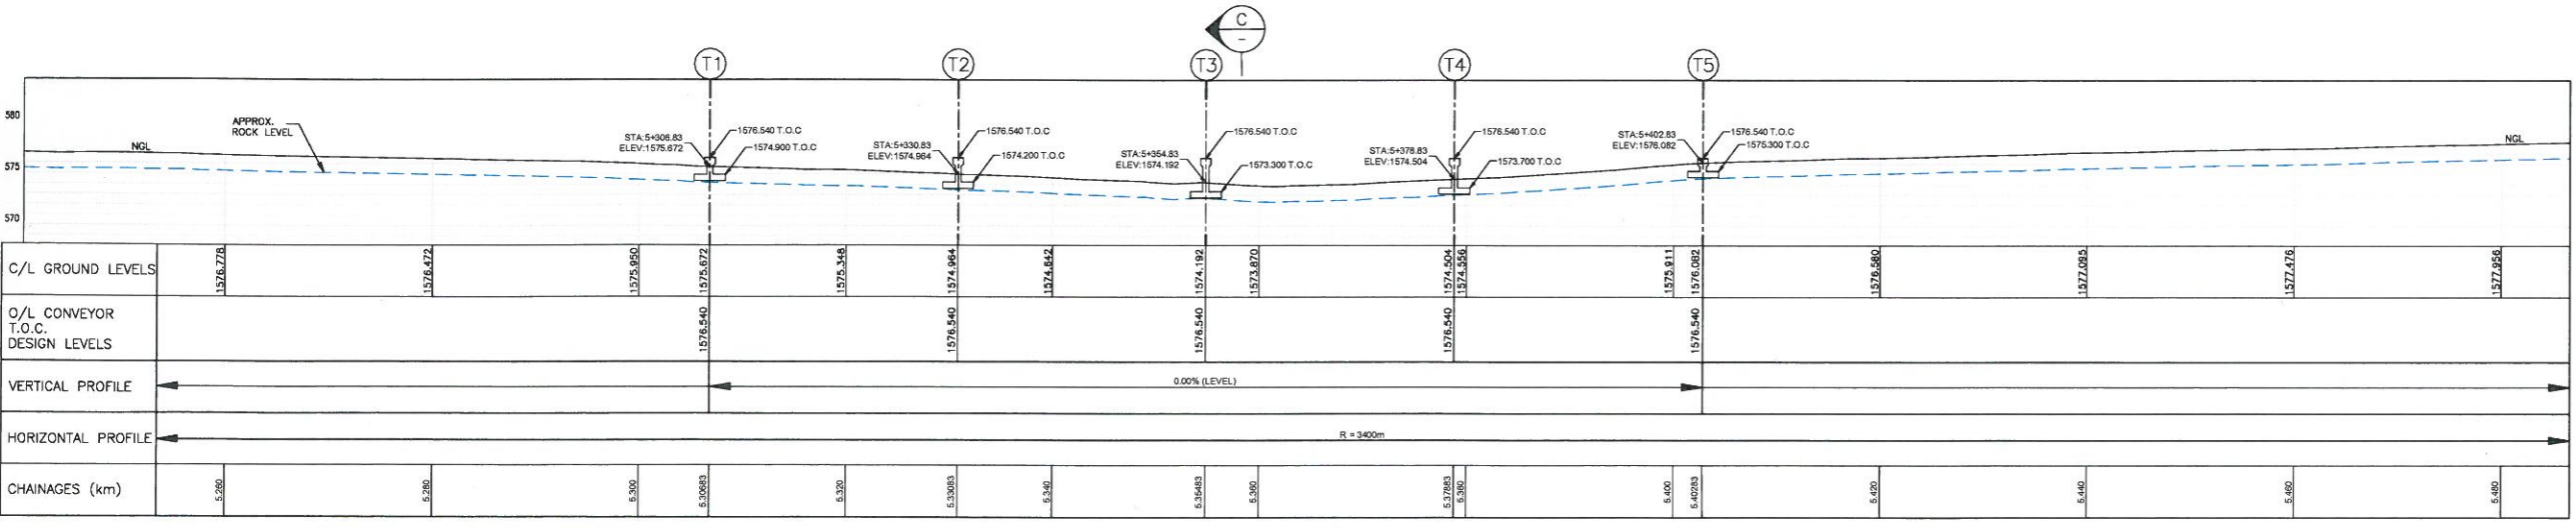 C
-
T1
T2
T3
T4
T5
580
575
570
APPROX.
ROCK LEVEL
NGL
STA:5+306.83
ELEV:1575.672
1576.540 T.O.C
1574.900 T.O.C
STA:5+330.83
ELEV:1574.964
1576.540 T.O.C
1574.200 T.O.C
STA:5+354.83
ELEV:1574.192
1576.540 T.O.C
1573.300 T.O.C
STA:5+378.83
ELEV:1574.504
1576.540 T.O.C
1573.700 T.O.C
STA:5+402.83
ELEV:1576.082
1576.540 T.O.C
1575.300 T.O.C
NGL
C/L GROUND LEVELS
1576.778
1576.472
1575.950
1575.672
1575.348
1574.964
1574.642
1574.192
1573.870
1574.504
1574.556
1575.911
1576.082
1576.580
1577.095
1577.476
1577.956
O/L CONVEYOR
T.O.C.
DESIGN LEVELS
1576.540
1576.540
1576.540
1576.540
1576.540
VERTICAL PROFILE
0.00% (LEVEL)
HORIZONTAL PROFILE
R = 3400m
CHAINAGES (km)
5.260
5.280
5.300
5.30683
5.320
5.33083
5.340
5.35483
5.360
5.37883
5.380
5.400
5.40283
5.420
5.440
5.460
5.480